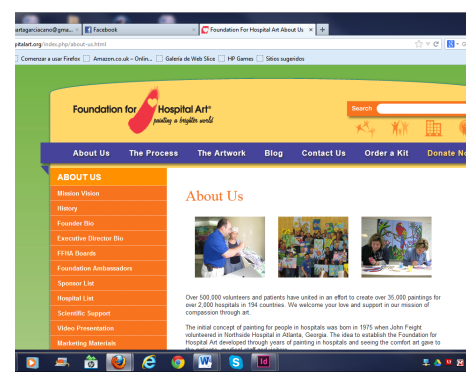 artagarciacano@gma...
Facebook
Foundation For Hospital Art About Us
pitalart.org/index.php/about-us.html
Comenzar a usar Firefox
Amazon.co.uk – Onlin...
Galería de Web Slice
HP Games
Sitios sugeridos
Foundation for Hospital Art
painting a brighter world
Search
About Us
The Process
The Artwork
Blog
Contact Us
Order a Kit
Donate No
ABOUT US
Mission Vision
History
Founder Bio
Executive Director Bio
FFHA Boards
Foundation Ambassadors
Sponsor List
Hospital List
Scientific Support
Video Presentation
Marketing Materials
About Us
Over 500,000 volunteers and patients have united in an effort to create over 35,000 paintings for
over 2,000 hospitals in 194 countries. We welcome your love and support in our mission of
compassion through art.
The initial concept of painting for people in hospitals was born in 1975 when John Feight
volunteered in Northside Hospital in Atlanta, Georgia. The idea to establish the Foundation for
Hospital Art developed through years of painting in hospitals and seeing the comfort art gave to